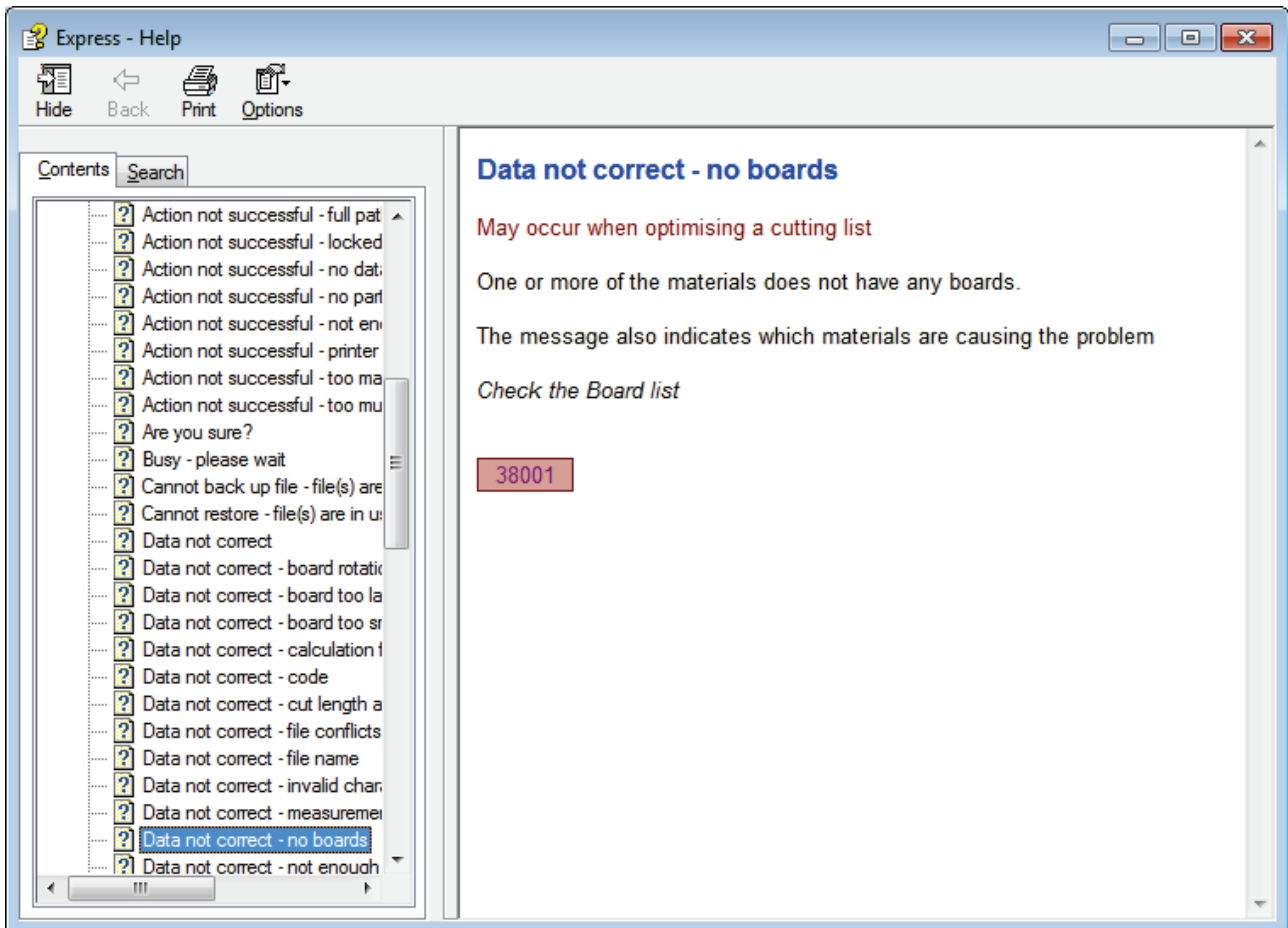 Express - Help
Hide Back Print Options
Contents Search
Action not successful - full pat
Action not successful - locked
Action not successful - no dat
Action not successful - no part
Action not successful - not en
Action not successful - printer
Action not successful - too ma
Action not successful - too mu
Are you sure?
Busy - please wait
Cannot back up file - file(s) are
Cannot restore - file(s) are in u
Data not correct
Data not correct - board rotatio
Data not correct - board too la
Data not correct - board too sm
Data not correct - calculation f
Data not correct - code
Data not correct - cut length a
Data not correct - file conflicts
Data not correct - file name
Data not correct - invalid char
Data not correct - measuremen
Data not correct - no boards
Data not correct - not enough
Data not correct - no boards
May occur when optimising a cutting list
One or more of the materials does not have any boards.
The message also indicates which materials are causing the problem
Check the Board list
38001